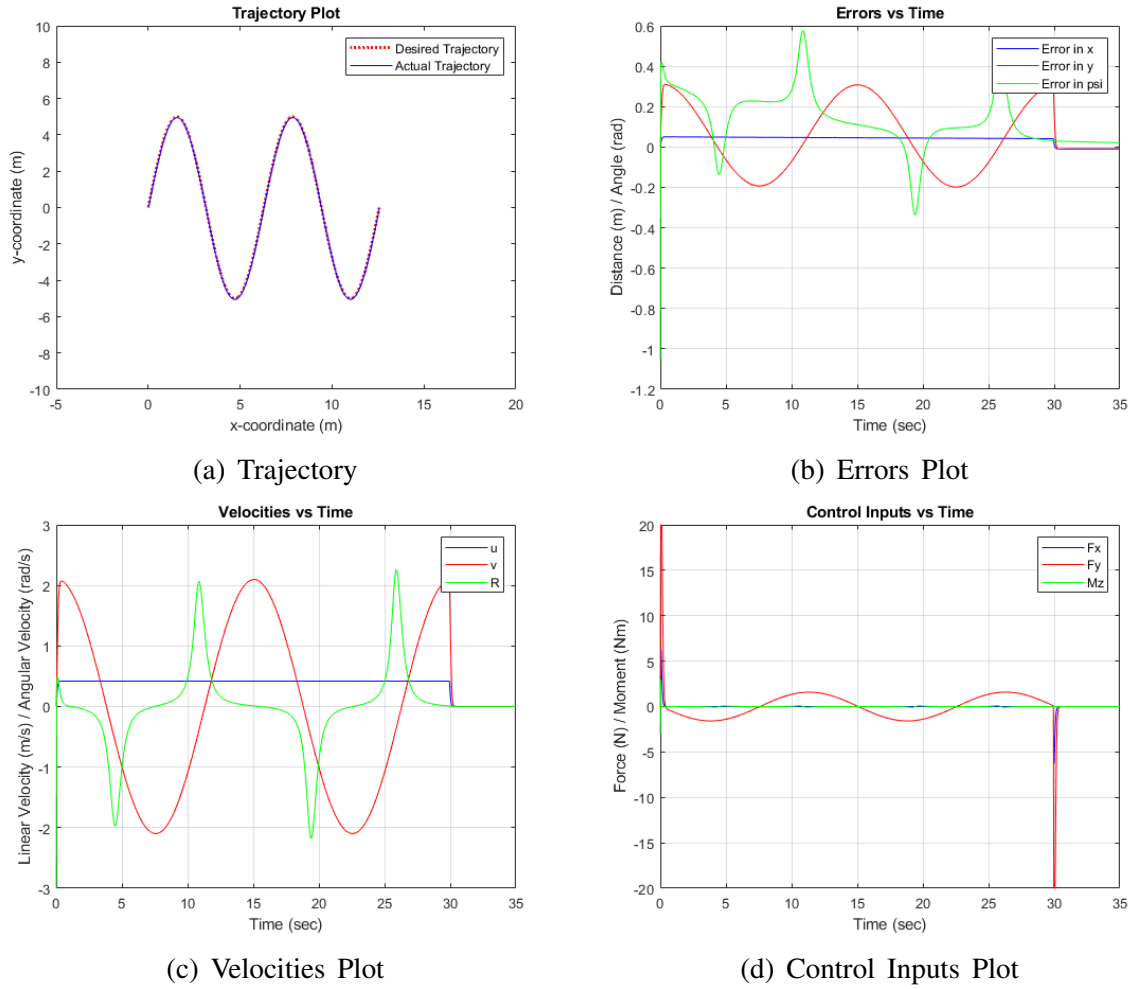 Trajectory Plot
10
8
6
4
2
0
-2
-4
-6
-8
-10
-5
0
5
10
15
20
y-coordinate (m)
x-coordinate (m)
Desired Trajectory
Actual Trajectory
(a) Trajectory
Errors vs Time
0.6
0.4
0.2
0
-0.2
-0.4
-0.6
-0.8
-1
-1.2
0
5
10
15
20
25
30
35
Distance (m) / Angle (rad)
Time (sec)
Error in x
Error in y
Error in psi
(b) Errors Plot
Velocities vs Time
3
2
1
0
-1
-2
-3
0
5
10
15
20
25
30
35
Linear Velocity (m/s) / Angular Velocity (rad/s)
Time (sec)
u
v
R
(c) Velocities Plot
Control Inputs vs Time
20
15
10
5
0
-5
-10
-15
-20
0
5
10
15
20
25
30
35
Force (N) / Moment (Nm)
Time (sec)
Fx
Fy
Mz
(d) Control Inputs Plot